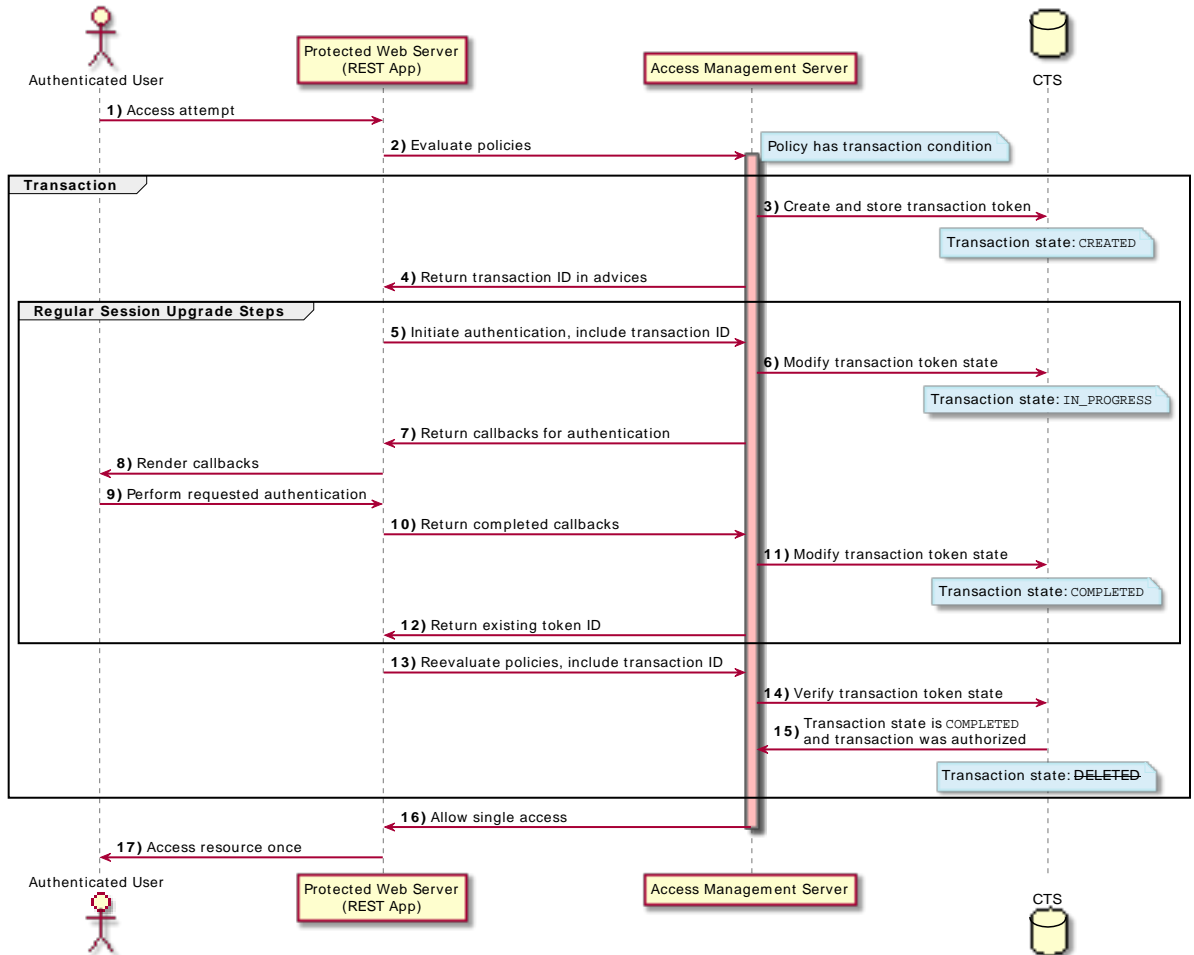 Authenticated User
Protected Web Server
(REST App)
Access Management Server
CTS
1) Access attempt
2) Evaluate policies
Policy has transaction condition
Transaction
3) Create and store transaction token
Transaction state: CREATED
4) Return transaction ID in advices
Regular Session Upgrade Steps
5) Initiate authentication, include transaction ID
6) Modify transaction token state
Transaction state: IN_PROGRESS
7) Return callbacks for authentication
8) Render callbacks
9) Perform requested authentication
10) Return completed callbacks
11) Modify transaction token state
Transaction state: COMPLETED
12) Return existing token ID
13) Reevaluate policies, include transaction ID
14) Verify transaction token state
15) Transaction state is COMPLETED
and transaction was authorized
Transaction state: DELETED
16) Allow single access
17) Access resource once
Authenticated User
Protected Web Server
(REST App)
Access Management Server
CTS